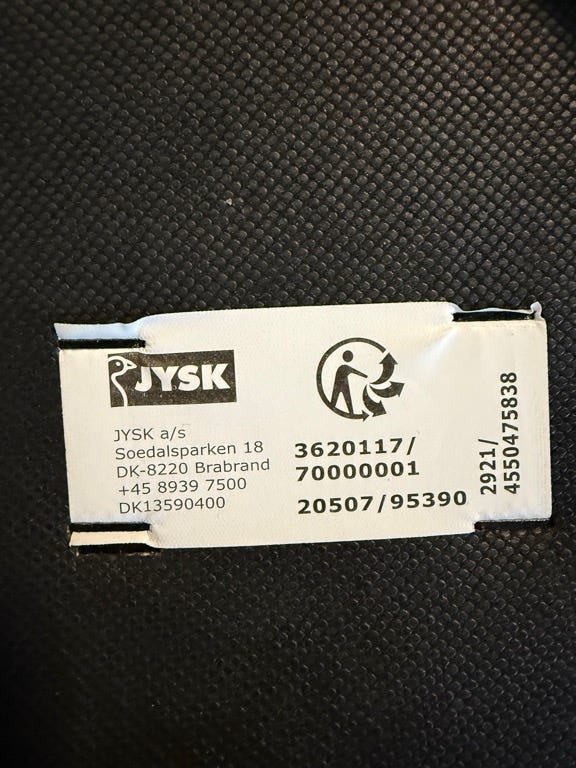 JYSK
JYSK a/s
Soedalsparken 18
DK-8220 Brabrand
+45 8939 7500
DK13590400
3620117/
70000001
20507/95390
2921/
4550475838